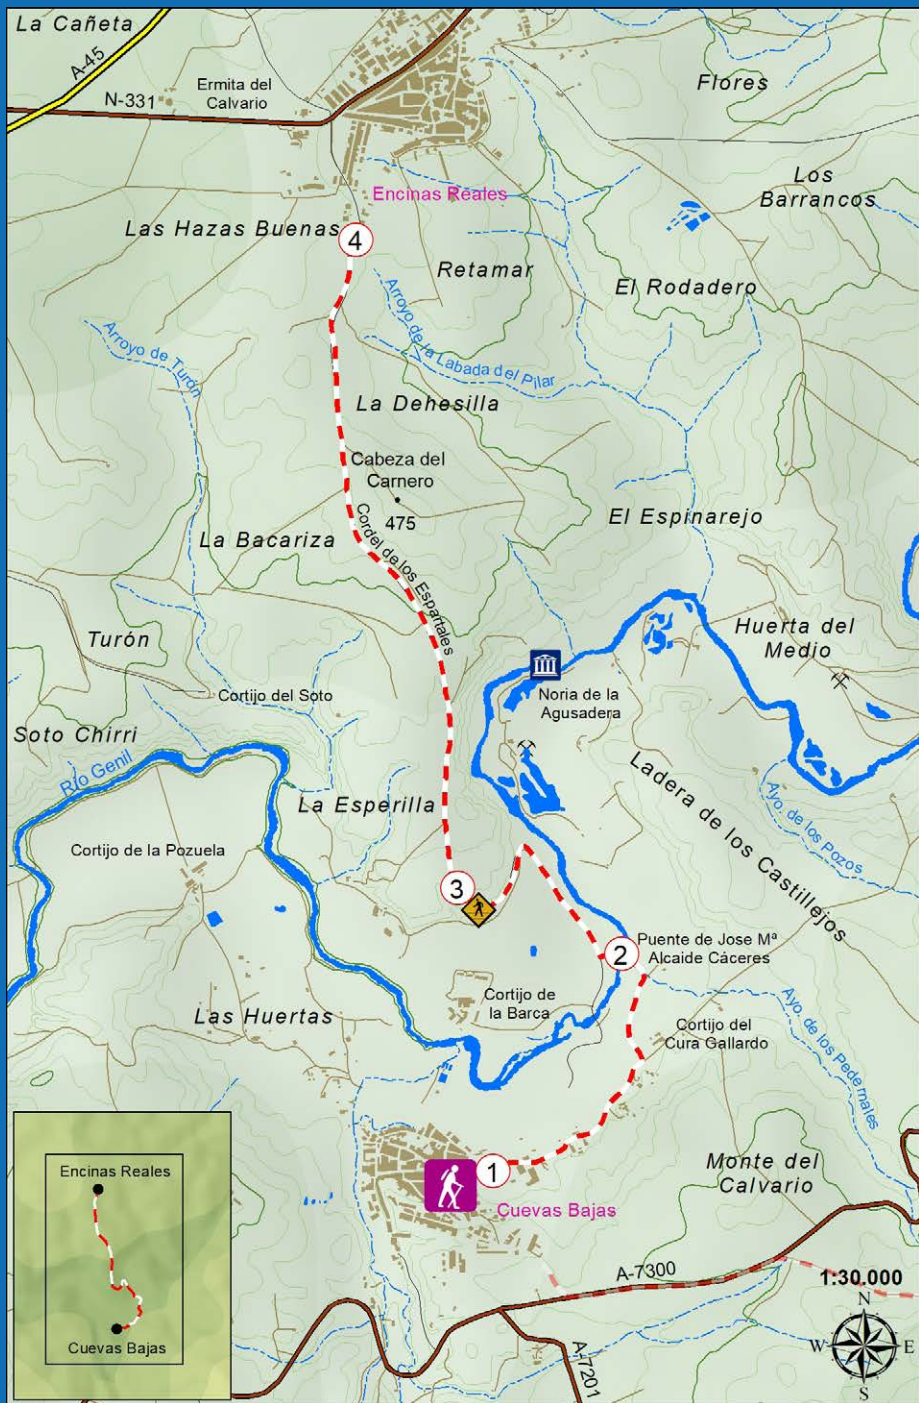 La Cañeta
A-45
N-331
Ermita del
Calvario
Flores
Los
Barrancos
Encinas Reales
Las Hazas Buenas
4
Retamar
El Rodadero
Arroyo de Turón
Arroyo de la Labada del Pilar
La Dehesilla
Cabeza del
Carnero
475
Cordel de los Espartales
La Bacariza
El Espinarejo
Turón
Huerta del
Medio
Cortijo del Soto
Noria de la
Agusadera
Soto Chirri
Río Genil
Ladera de los Castillejos
Ayo. de los Pozos
La Esperilla
Cortijo de la Pozuela
3
2
Puente de Jose Mª
Alcaide Cáceres
Cortijo de
la Barca
Las Huertas
Cortijo del
Cura Gallardo
Ayo. de los Pedernales
1
Monte del
Calvario
Cuevas Bajas
Encinas Reales
Cuevas Bajas
A-7300
1:30.000
A-7201
N
W
E
S